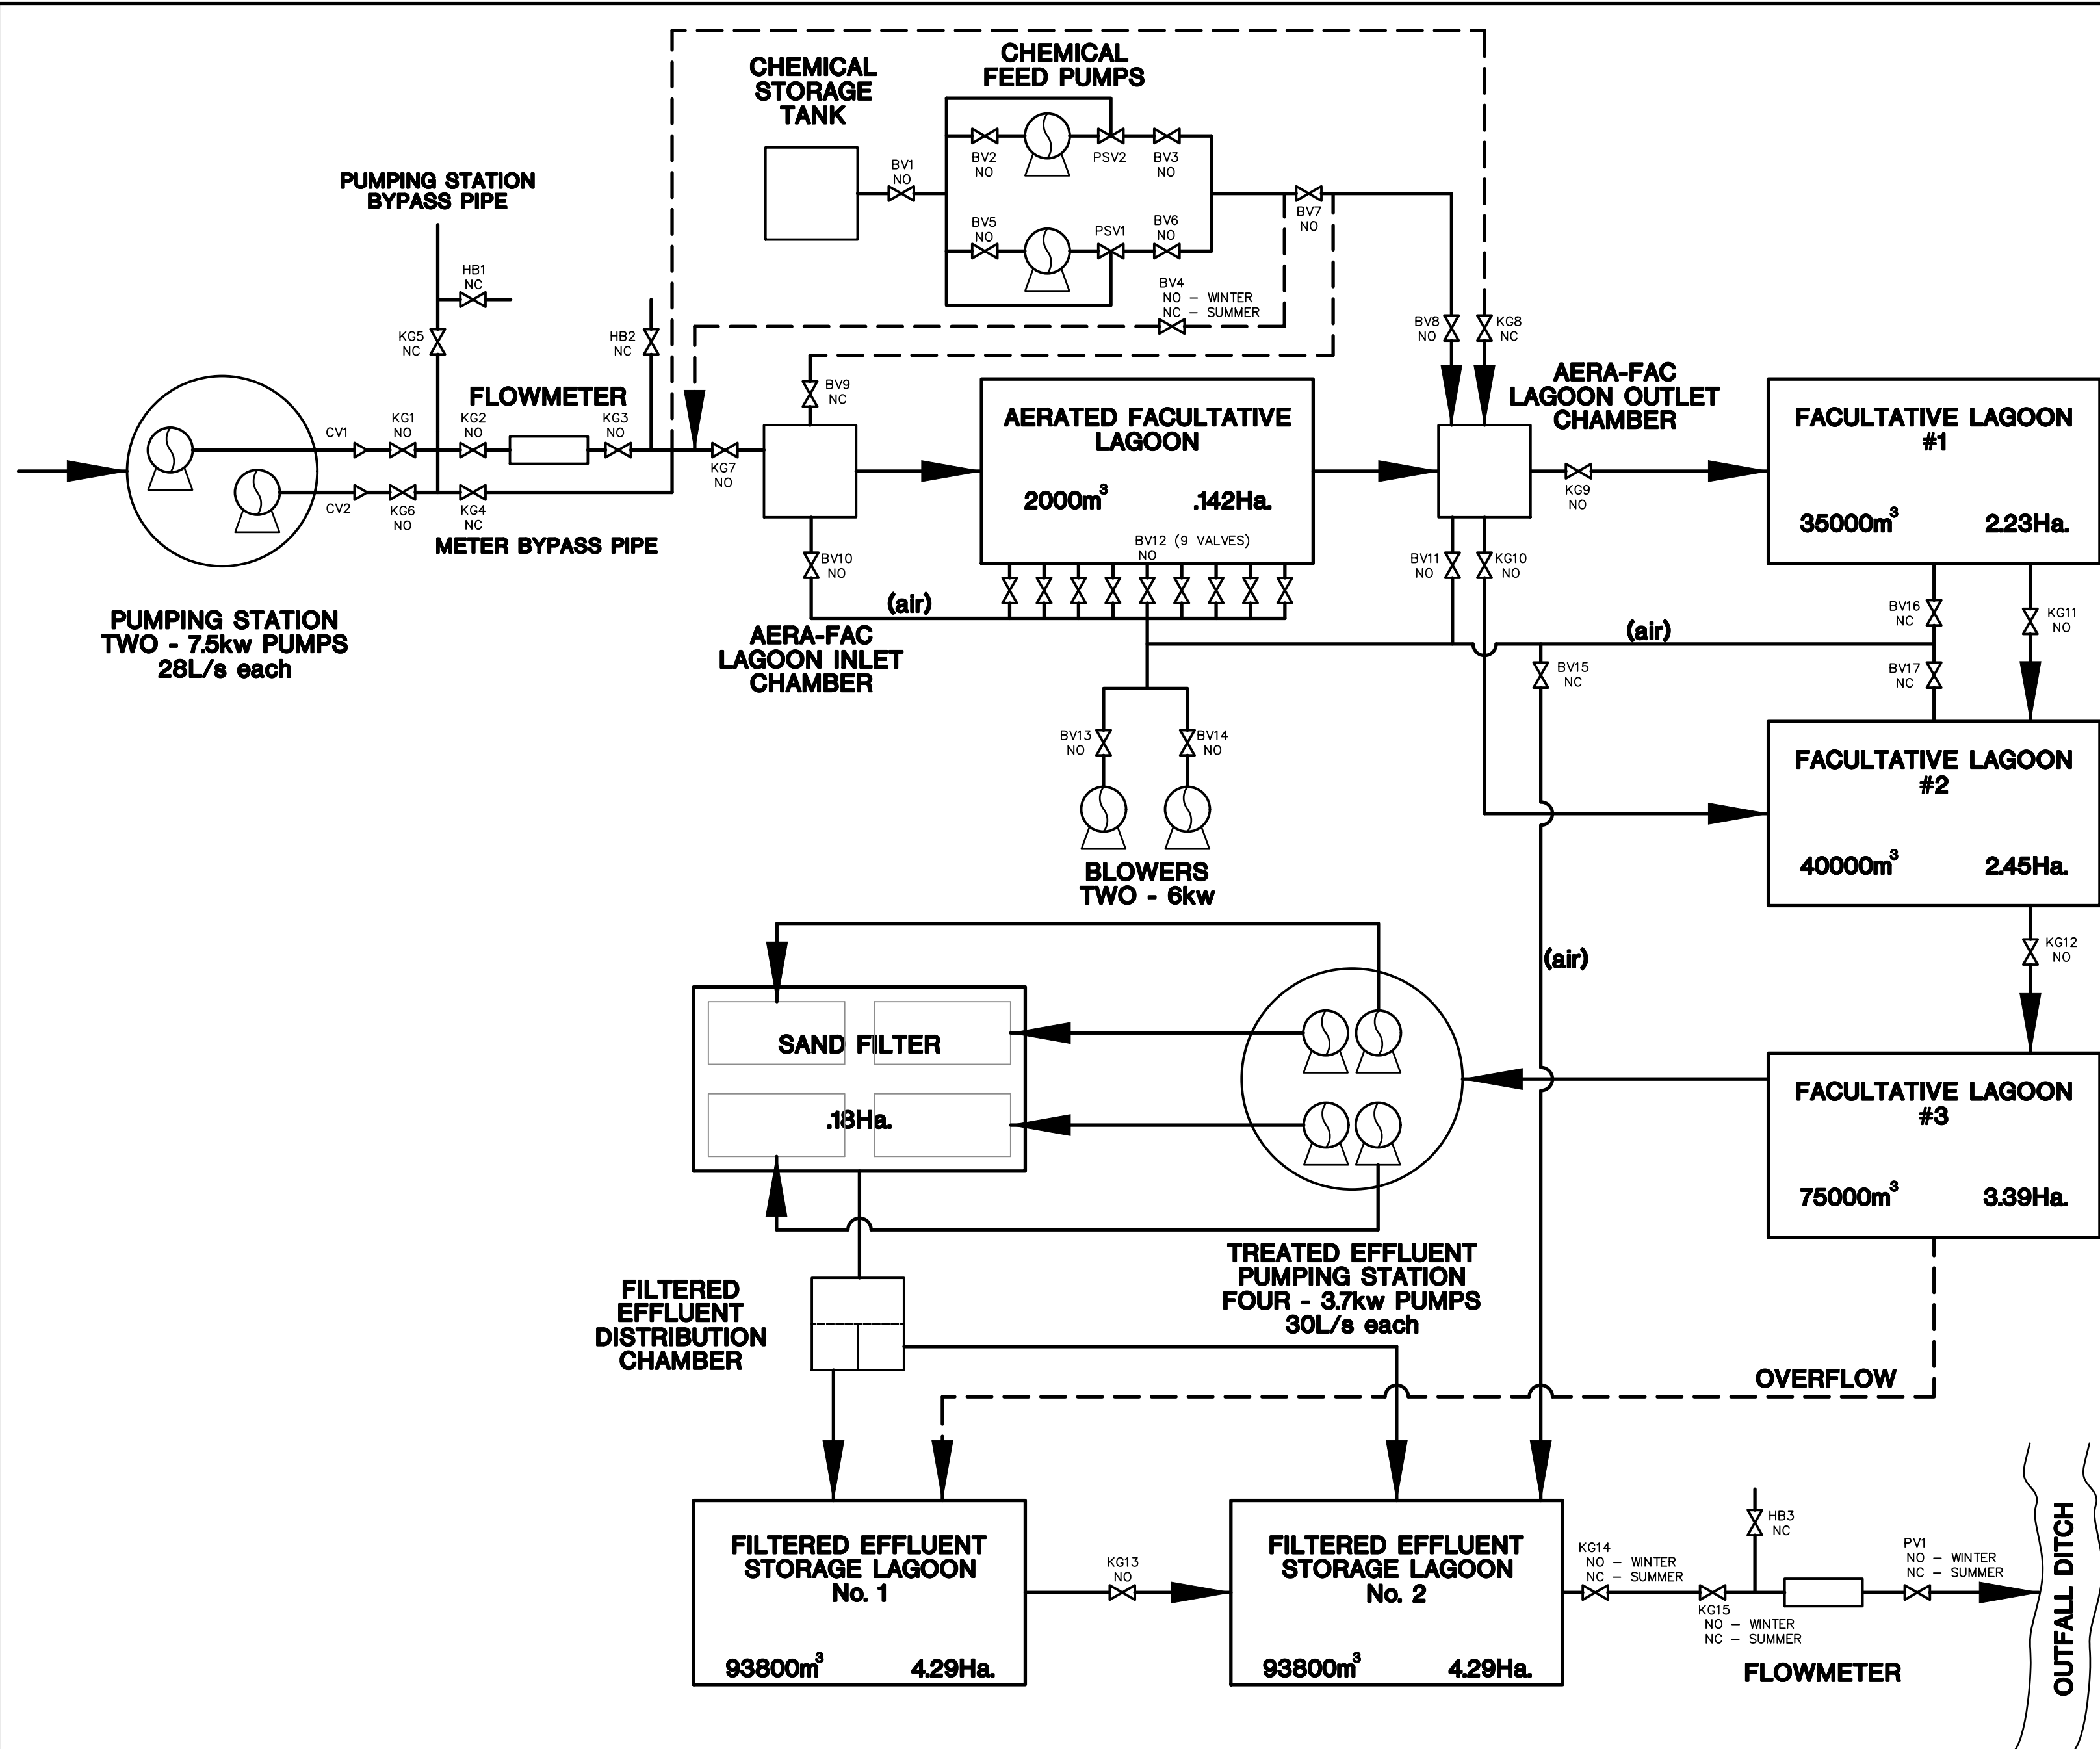 CHEMICAL
FEED PUMPS
CHEMICAL
STORAGE
TANK
BV1
NO
BV2
NO
PSV2
BV3
NO
BV5
NO
PSV1
BV6
NO
BV7
NO
BV4
NO – WINTER
NC – SUMMER
PUMPING STATION
BYPASS PIPE
HB1
NC
KG5
NC
HB2
NC
BV8
NO
KG8
NC
FLOWMETER
CV1
KG1
NO
KG2
NO
KG3
NO
KG7
NO
CV2
KG6
NO
KG4
NC
METER BYPASS PIPE
PUMPING STATION
TWO - 7.5kw PUMPS
28L/s each
BV9
NC
BV10
NO
AERA-FAC
LAGOON INLET
CHAMBER
(air)
AERATED FACULTATIVE
LAGOON
2000m³ .142Ha.
BV12 (9 VALVES)
NO
AERA-FAC
LAGOON OUTLET
CHAMBER
KG9
NO
BV11
NO
KG10
NO
FACULTATIVE LAGOON
#1
35000m³ 2.23Ha.
BV16
NC
KG11
NO
(air)
BV15
NC
BV17
NC
BV13
NO
BV14
NO
BLOWERS
TWO - 6kw
FACULTATIVE LAGOON
#2
40000m³ 2.45Ha.
KG12
NO
(air)
SAND FILTER
.18Ha.
FACULTATIVE LAGOON
#3
75000m³ 3.39Ha.
TREATED EFFLUENT
PUMPING STATION
FOUR - 3.7kw PUMPS
30L/s each
FILTERED
EFFLUENT
DISTRIBUTION
CHAMBER
OVERFLOW
FILTERED EFFLUENT
STORAGE LAGOON
No. 1
93800m³ 4.29Ha.
KG13
NO
FILTERED EFFLUENT
STORAGE LAGOON
No. 2
93800m³ 4.29Ha.
KG14
NO – WINTER
NC – SUMMER
KG15
NO – WINTER
NC – SUMMER
HB3
NC
FLOWMETER
PV1
NO – WINTER
NC – SUMMER
OUTFALL DITCH